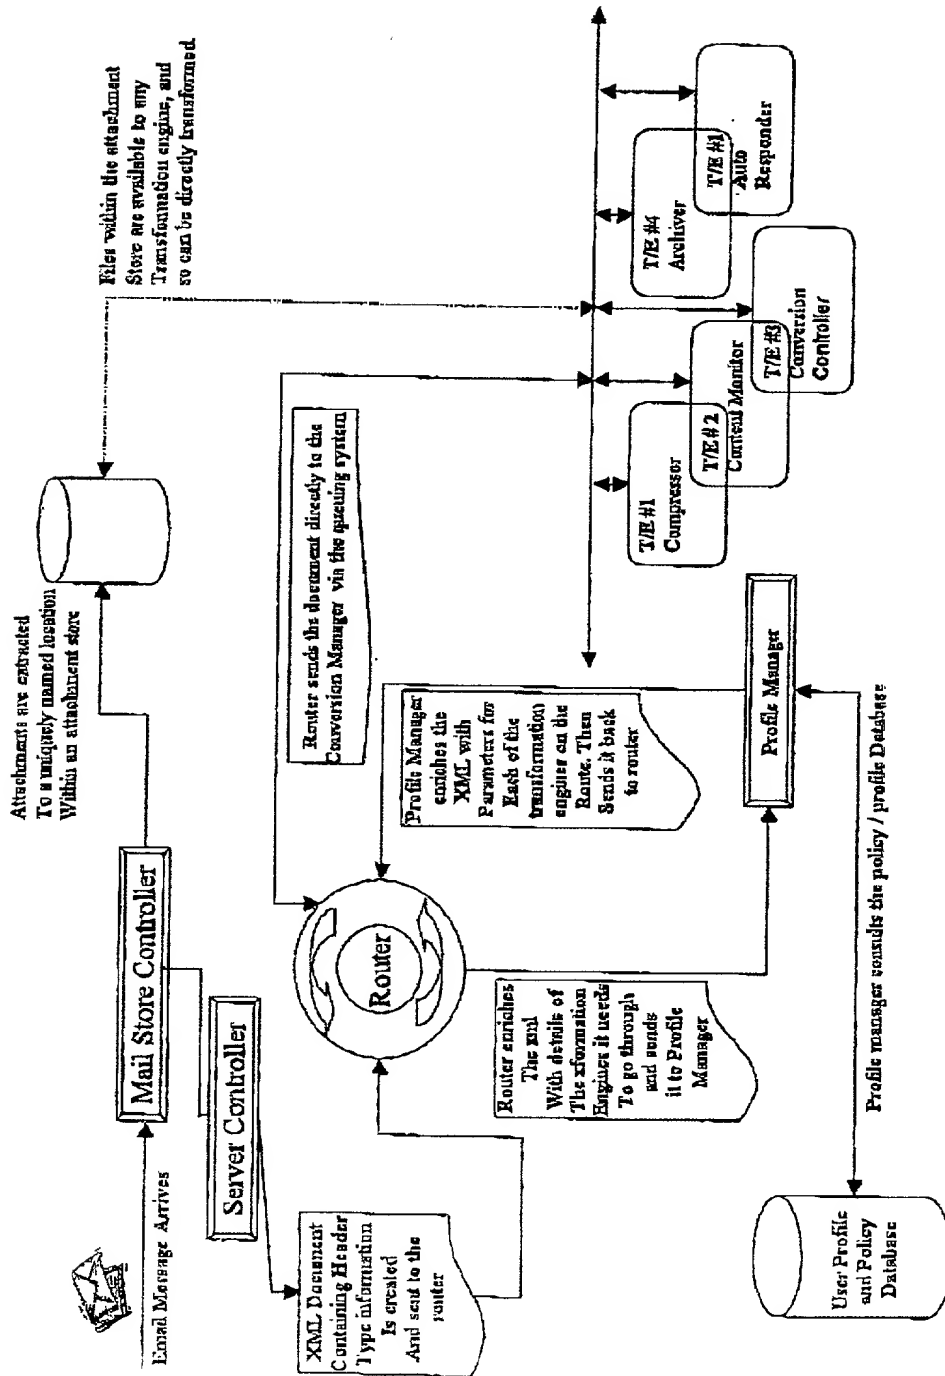 Email Message Arrives
Mail Store Controller
Attachments are extracted
To a uniquely named location
Within an attachment store
Files within the attachment
Store are available to any
Transformation engine, and
so can be directly transformed.
Server Controller
XML Document
Containing Header
Type information
Is created
And sent to the
router
Router
Router sends the document directly to the
Conversion Manager via the queuing system
Profile Manager
enriches the
XML with
Parameters for
Each of the
transformation
engines on the
Route. Then
Sends it back
to router
Router enriches
The xml
With details of
The xformation
Engines it needs
To go through
and sends
it to Profile
Manager
Profile Manager
T/E #1
Compressor
T/E #2
Content Monitor
T/E #3
Conversion
Controller
T/E #4
Archiver
T/E #1
Auto
Responder
User Profile
and Policy
Database
Profile manager consults the policy / profile Database